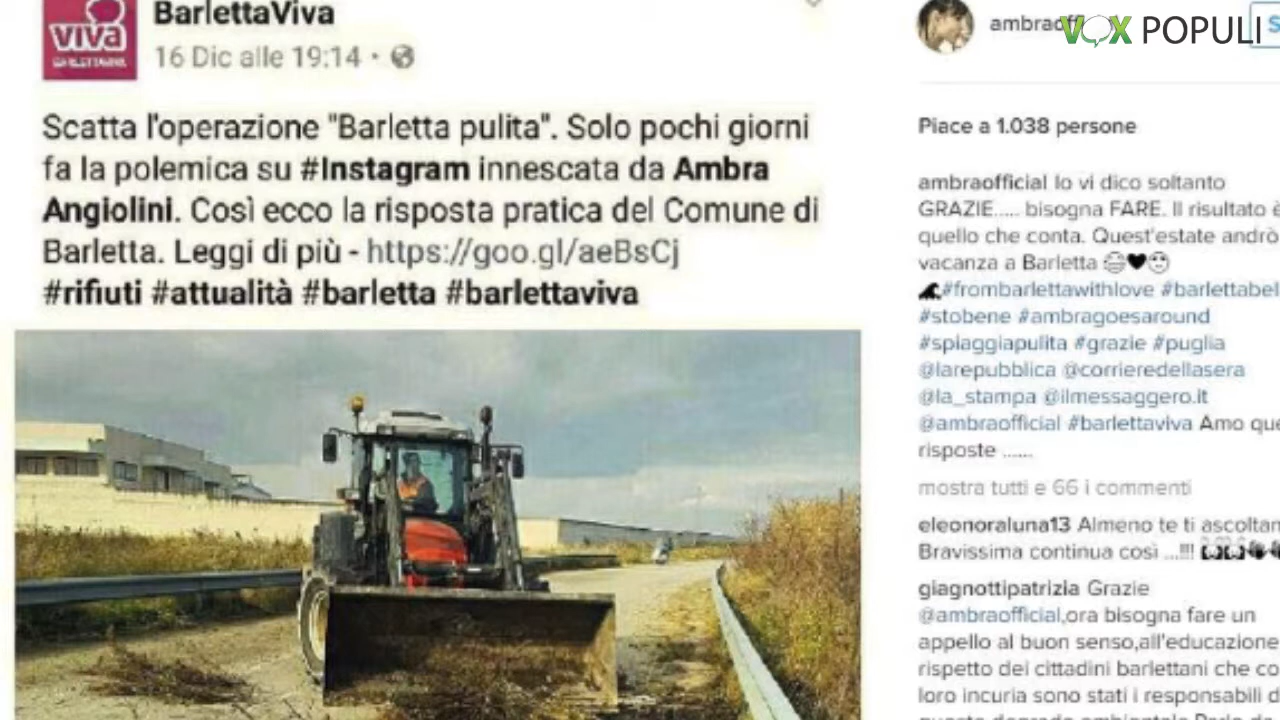 viva
BARLETTAVIVA
BarlettaViva
16 Dic alle 19:14 ·
Scatta l'operazione "Barletta pulita". Solo pochi giorni
fa la polemica su #Instagram innescata da Ambra
Angiolini. Così ecco la risposta pratica del Comune di
Barletta. Leggi di più - https://goo.gl/aeBsCj
#rifiuti #attualità #barletta #barlettaviva
VOX POPULI
Piace a 1.038 persone
ambraofficial Io vi dico soltanto
GRAZIE..... bisogna FARE. Il risultato è
quello che conta. Quest'estate andrò
vacanza a Barletta 😂🖤🙄
🌊#frombarlettawithlove #barlettabel
#stobene #ambragoesaround
#spiaggiapulita #grazie #puglia
@larepubblica @corrieredellasera
@la_stampa @ilmessaggero.it
@ambraofficial #barlettaviva Amo que
risposte ......
mostra tutti e 66 i commenti
eleonoraluna13 Almeno te ti ascoltan
Bravissima continua così ...!!!
giagnottipatrizia Grazie
@ambraofficial,ora bisogna fare un
appello al buon senso,all'educazione
rispetto dei cittadini barlettani che co
loro incuria sono stati i responsabili d